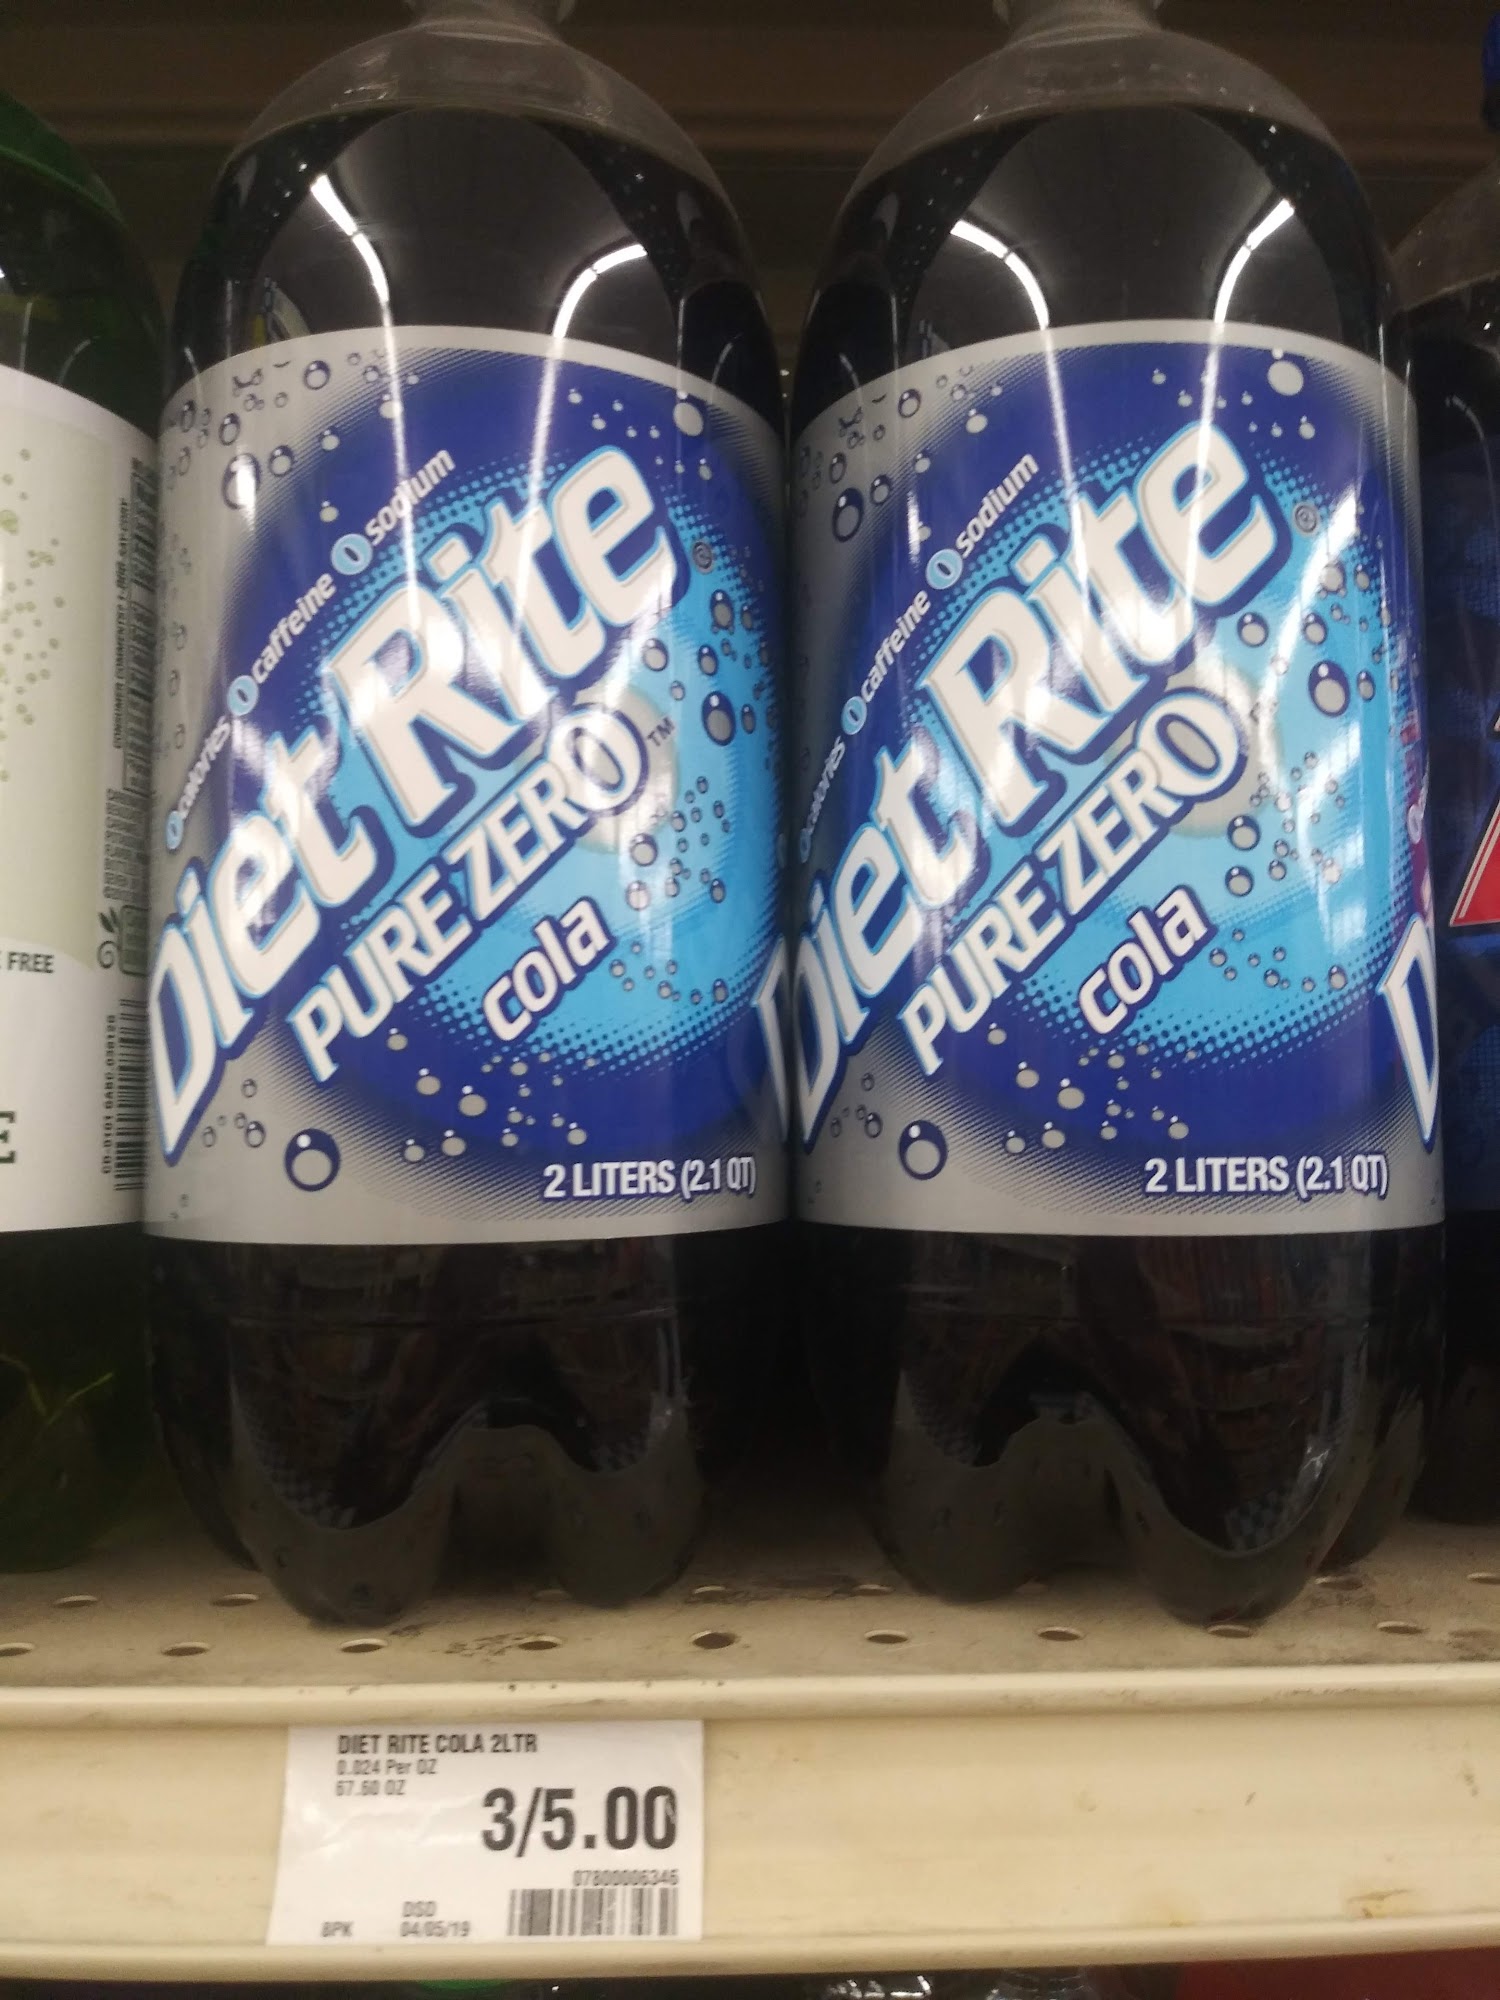 0 calories 0 caffeine 0 sodium
Diet Rite®
PURE ZERO™
cola
2 LITERS (2.1 QT)
0 calories 0 caffeine 0 sodium
Diet Rite®
PURE ZERO
cola
2 LITERS (2.1 QT)
D
D
FREE
E
DIET RITE COLA 2LTR
0.024 Per OZ
67.60 OZ
3/5.00
07800006346
DSD
8PK 04/05/19